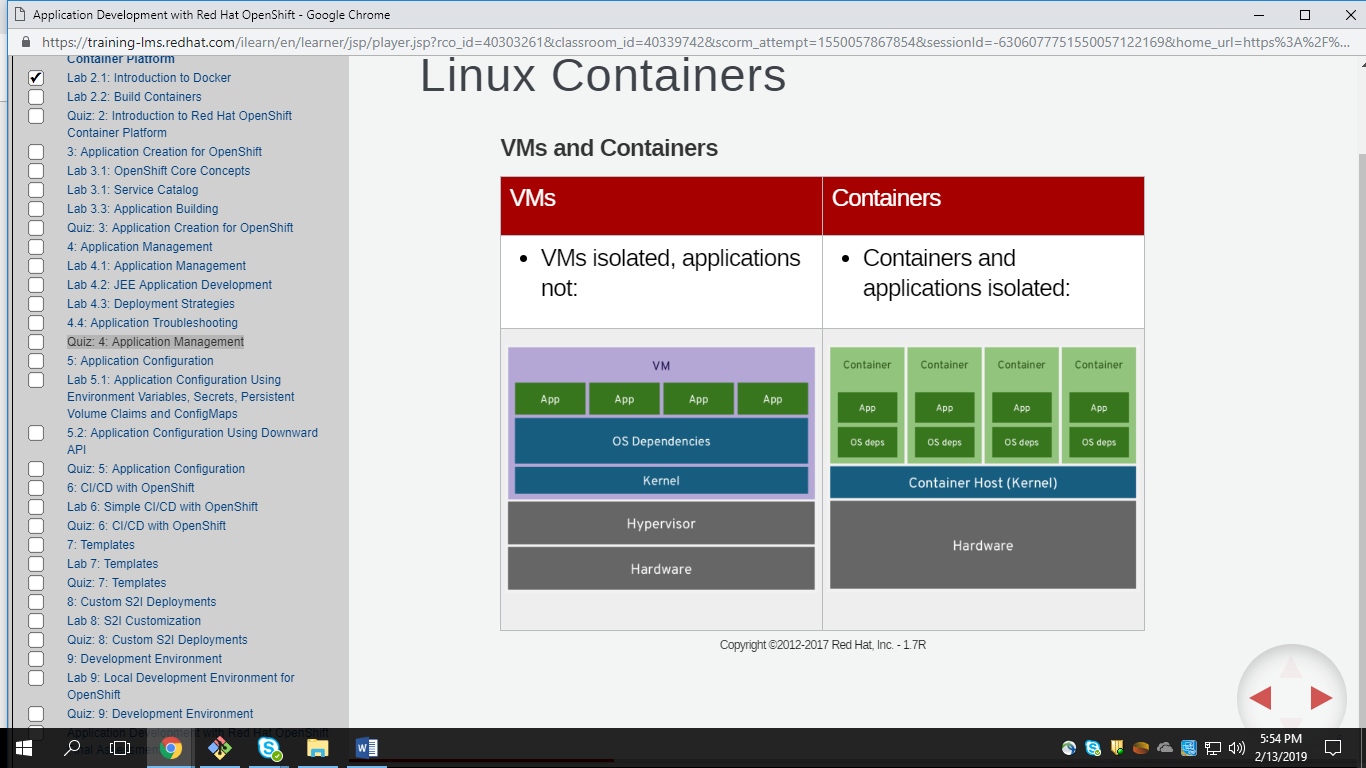 Application Development with Red Hat OpenShift - Google Chrome
https://training-lms.redhat.com/ilearn/en/learner/jsp/player.jsp?rco_id=40303261&classroom_id=40339742&scorm_attempt=1550057867854&sessionId=-6306077751550057122169&home_url=https%3A%2F%...
Container Platform
Lab 2.1: Introduction to Docker
Lab 2.2: Build Containers
Quiz: 2: Introduction to Red Hat OpenShift
Container Platform
3: Application Creation for OpenShift
Lab 3.1: OpenShift Core Concepts
Lab 3.1: Service Catalog
Lab 3.3: Application Building
Quiz: 3: Application Creation for OpenShift
4: Application Management
Lab 4.1: Application Management
Lab 4.2: JEE Application Development
Lab 4.3: Deployment Strategies
4.4: Application Troubleshooting
Quiz: 4: Application Management
5: Application Configuration
Lab 5.1: Application Configuration Using
Environment Variables, Secrets, Persistent
Volume Claims and ConfigMaps
5.2: Application Configuration Using Downward
API
Quiz: 5: Application Configuration
6: CI/CD with OpenShift
Lab 6: Simple CI/CD with OpenShift
Quiz: 6: CI/CD with OpenShift
7: Templates
Lab 7: Templates
Quiz: 7: Templates
8: Custom S2I Deployments
Lab 8: S2I Customization
Quiz: 8: Custom S2I Deployments
9: Development Environment
Lab 9: Local Development Environment for
OpenShift
Quiz: 9: Development Environment
Application Development with Red Hat OpenShift
Linux Containers
VMs and Containers
VMs
Containers
• VMs isolated, applications
not:
• Containers and
applications isolated:
VM
App App App App
OS Dependencies
Kernel
Hypervisor
Hardware
Container Container Container Container
App App App App
OS deps OS deps OS deps OS deps
Container Host (Kernel)
Hardware
Copyright ©2012-2017 Red Hat, Inc. - 1.7R
5:54 PM
2/13/2019